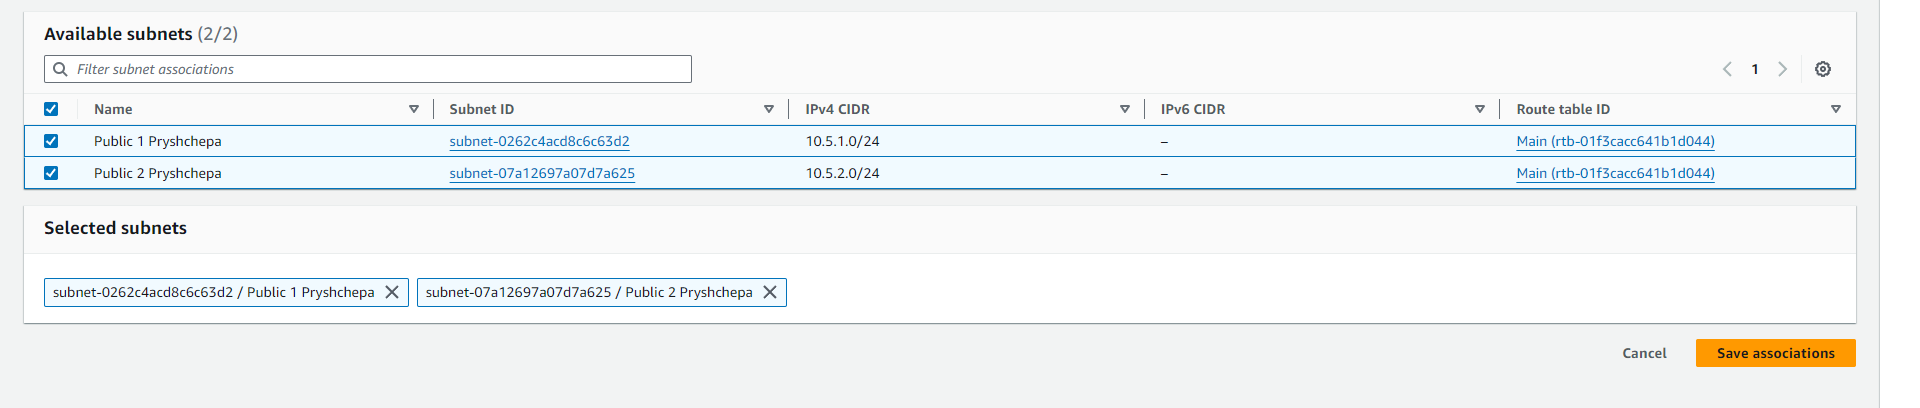 Available subnets (2/2)
Filter subnet associations
1
Name Subnet ID IPv4 CIDR IPv6 CIDR Route table ID
Public 1 Pryshchepa subnet-0262c4acd8c6c63d2 10.5.1.0/24 – Main (rtb-01f3cacc641b1d044)
Public 2 Pryshchepa subnet-07a12697a07d7a625 10.5.2.0/24 – Main (rtb-01f3cacc641b1d044)
Selected subnets
subnet-0262c4acd8c6c63d2 / Public 1 Pryshchepa subnet-07a12697a07d7a625 / Public 2 Pryshchepa
Cancel Save associations